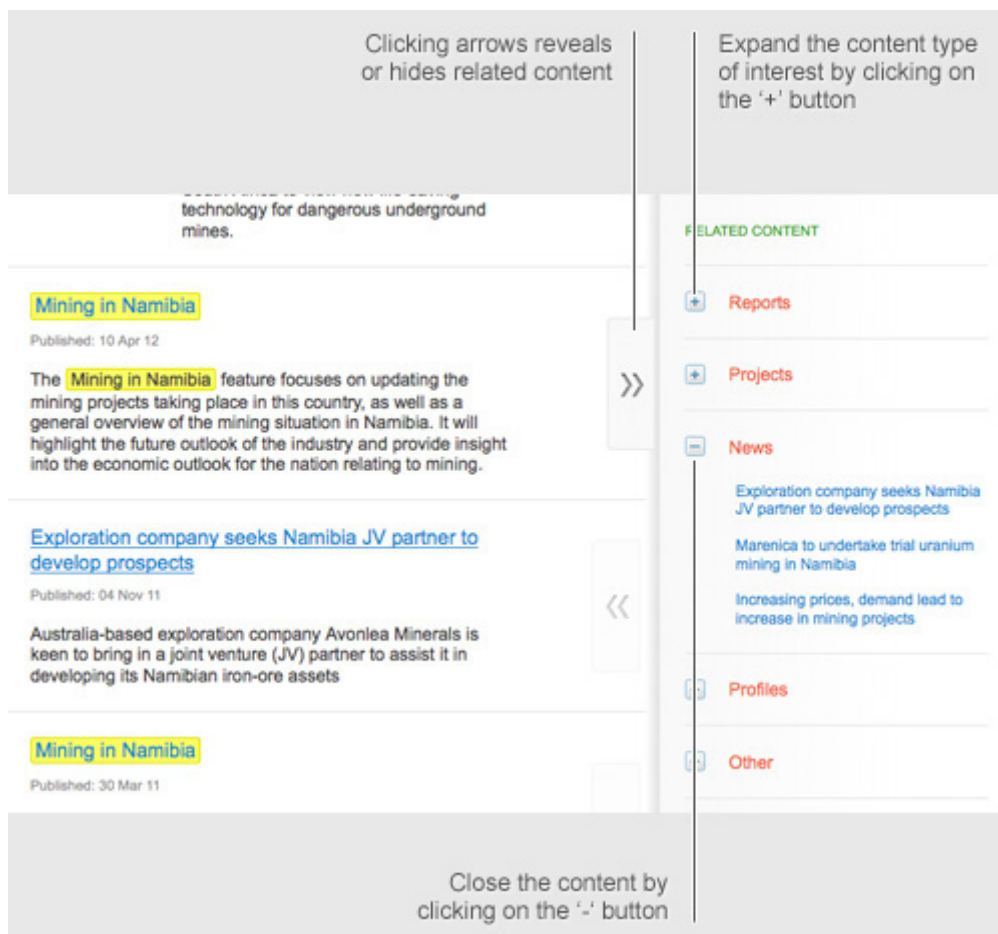 Clicking arrows reveals
or hides related content
Expand the content type
of interest by clicking on
the ‘+’ button
technology for dangerous underground
mines.
Mining in Namibia
Published: 10 Apr 12
The Mining in Namibia feature focuses on updating the
mining projects taking place in this country, as well as a
general overview of the mining situation in Namibia. It will
highlight the future outlook of the industry and provide insight
into the economic outlook for the nation relating to mining.
Exploration company seeks Namibia JV partner to
develop prospects
Published: 04 Nov 11
Australia-based exploration company Avonlea Minerals is
keen to bring in a joint venture (JV) partner to assist it in
developing its Namibian iron-ore assets
Mining in Namibia
Published: 30 Mar 11
RELATED CONTENT
Reports
Projects
News
Exploration company seeks Namibia
JV partner to develop prospects
Marenica to undertake trial uranium
mining in Namibia
Increasing prices, demand lead to
increase in mining projects
Profiles
Other
Close the content by
clicking on the ‘-‘ button